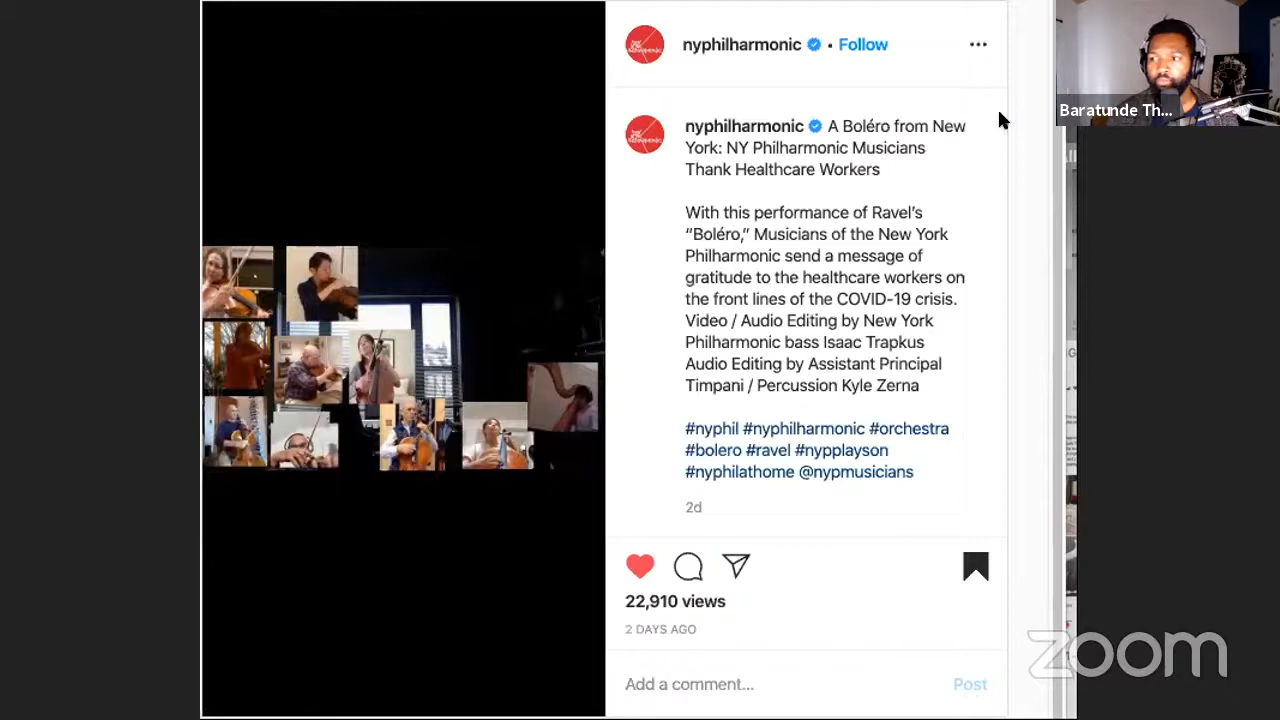 nyphilharmonic • Follow
Baratunde Th...
nyphilharmonic A Boléro from New
York: NY Philharmonic Musicians
Thank Healthcare Workers
With this performance of Ravel’s
“Boléro,” Musicians of the New York
Philharmonic send a message of
gratitude to the healthcare workers on
the front lines of the COVID-19 crisis.
Video / Audio Editing by New York
Philharmonic bass Isaac Trapkus
Audio Editing by Assistant Principal
Timpani / Percussion Kyle Zerna
#nyphil #nyphilharmonic #orchestra
#bolero #ravel #nypplayson
#nyphilathome @nypmusicians
2d
22,910 views
2 DAYS AGO
Add a comment...
Post
zoom